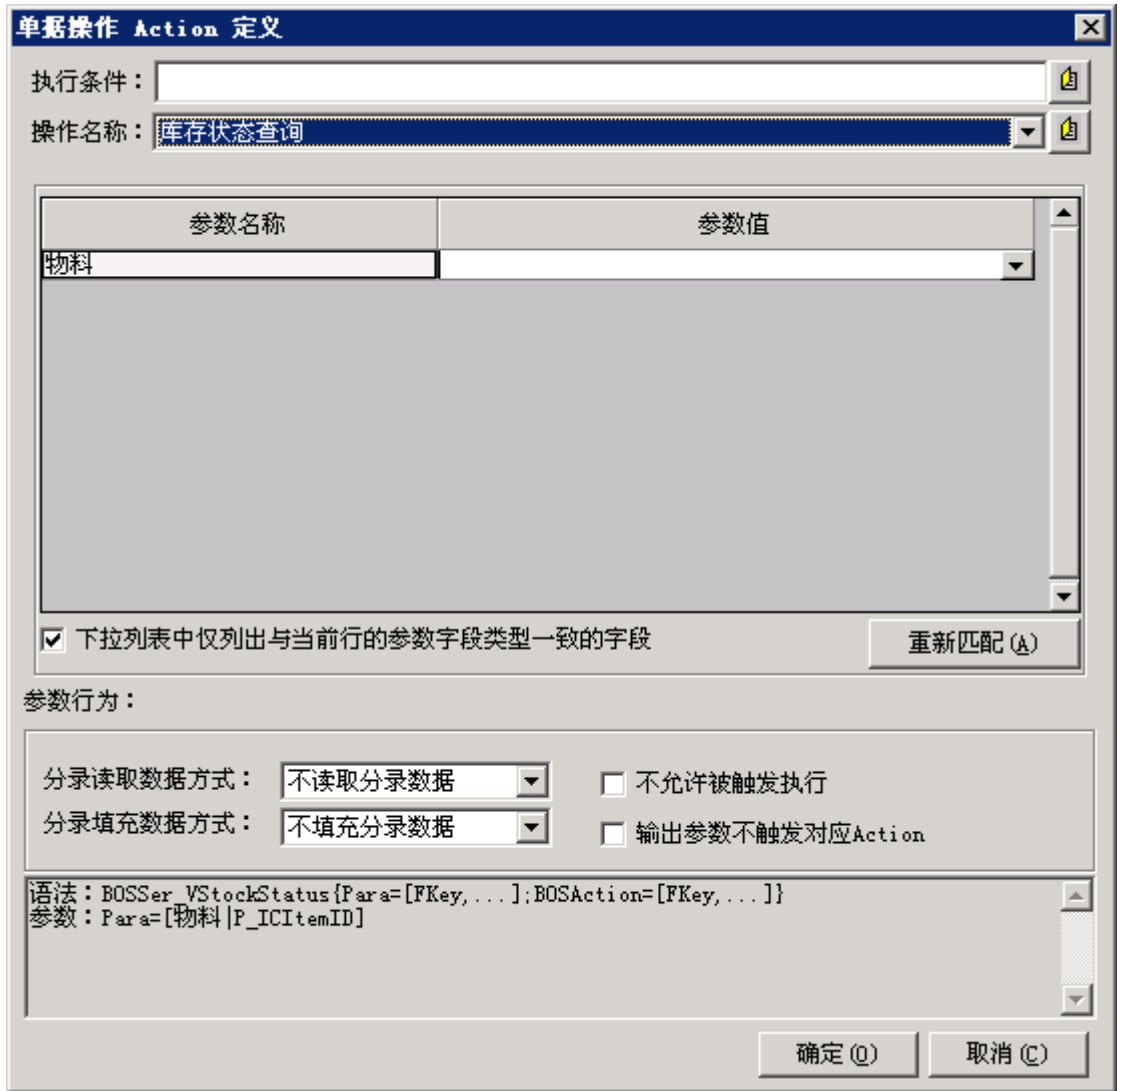 单据操作 Action 定义
执行条件：
操作名称：库存状态查询
参数名称 参数值
物料
下拉列表中仅列出与当前行的参数字段类型一致的字段 重新匹配(A)
参数行为：
分录读取数据方式：不读取分录数据 不允许被触发执行
分录填充数据方式：不填充分录数据 输出参数不触发对应Action
语法：BOSSer_VStockStatus{Para=[FKey,...];BOSAction=[FKey,...]}
参数：Para=[物料|P_ICItemID]
确定(O) 取消(C)